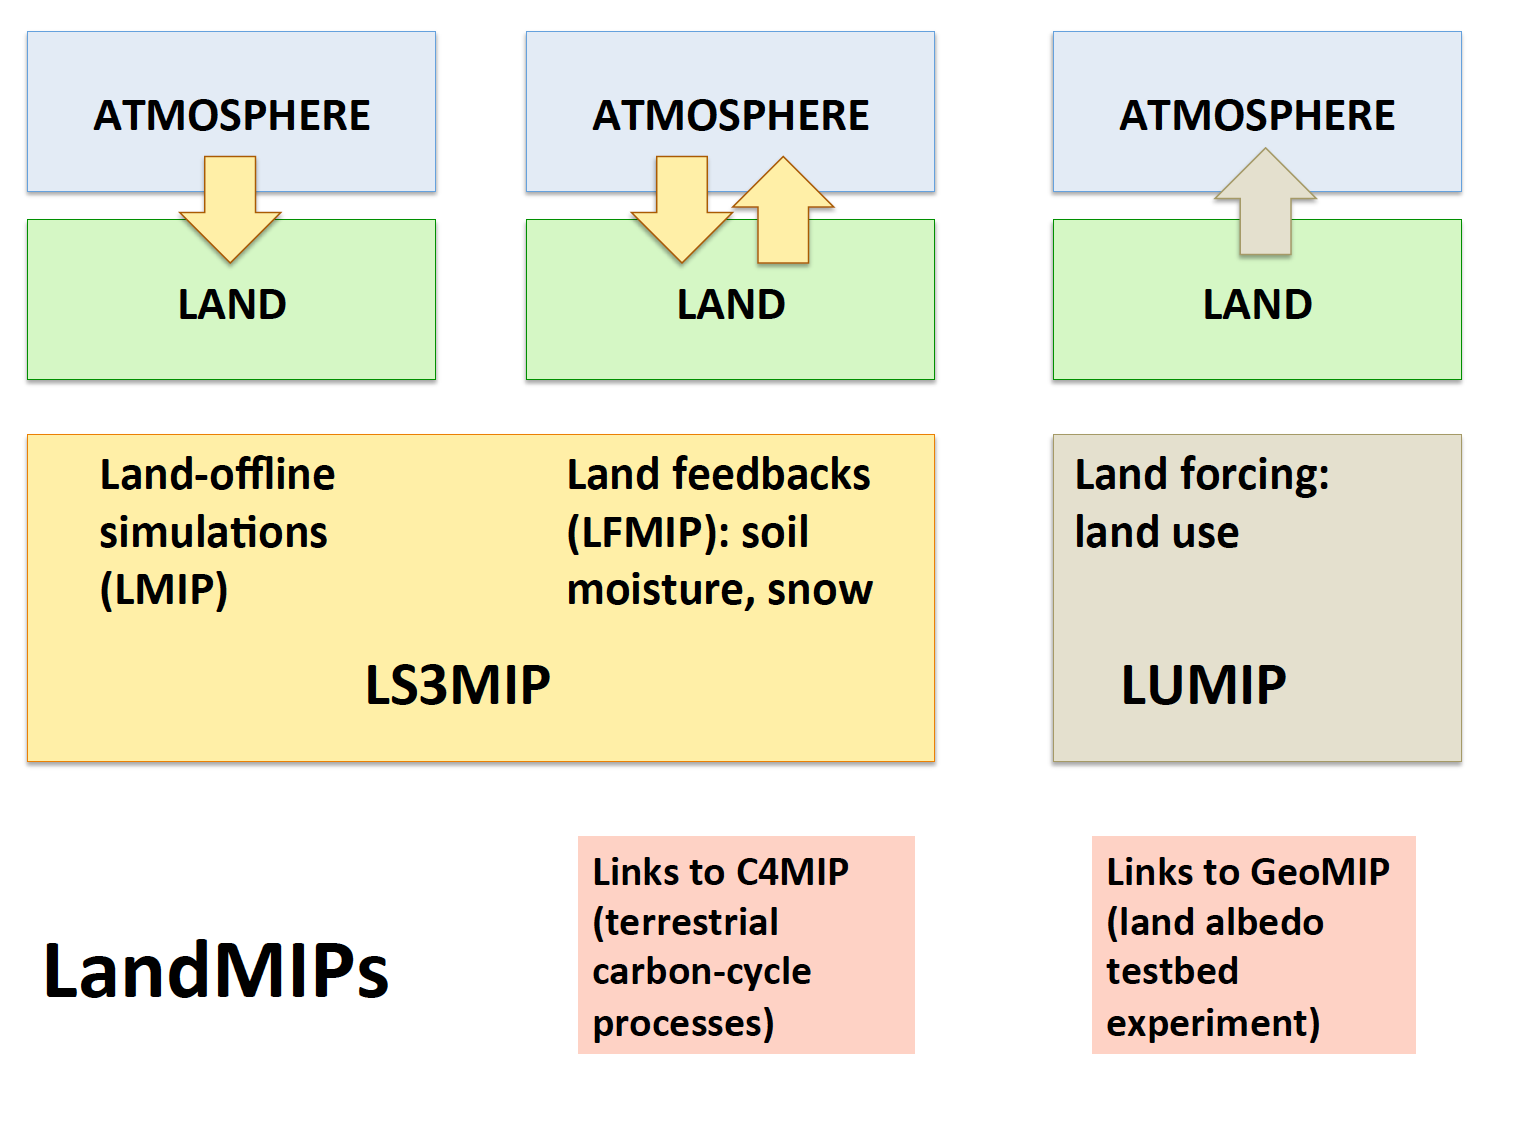 ATMOSPHERE
LAND
ATMOSPHERE
LAND
ATMOSPHERE
LAND
Land-offline
simulations
(LMIP)
Land feedbacks
(LFMIP): soil
moisture, snow
LS3MIP
Land forcing:
land use
LUMIP
LandMIPs
Links to C4MIP
(terrestrial
carbon-cycle
processes)
Links to GeoMIP
(land albedo
testbed
experiment)